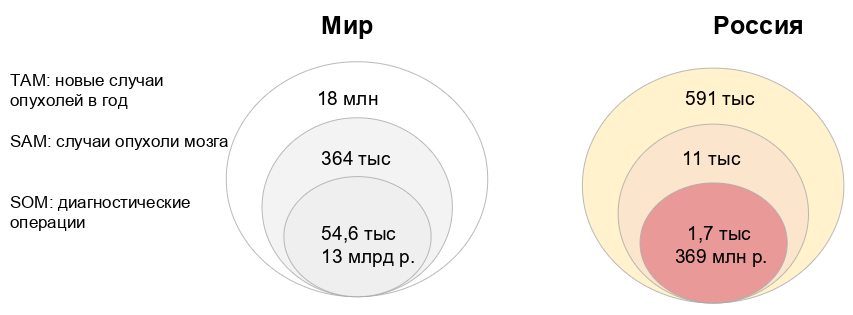 Мир
Россия
TAM: новые случаи
опухолей в год
18 млн
591 тыс
SAM: случаи опухоли мозга
364 тыс
11 тыс
SOM: диагностические
операции
54,6 тыс
13 млрд р.
1,7 тыс
369 млн р.